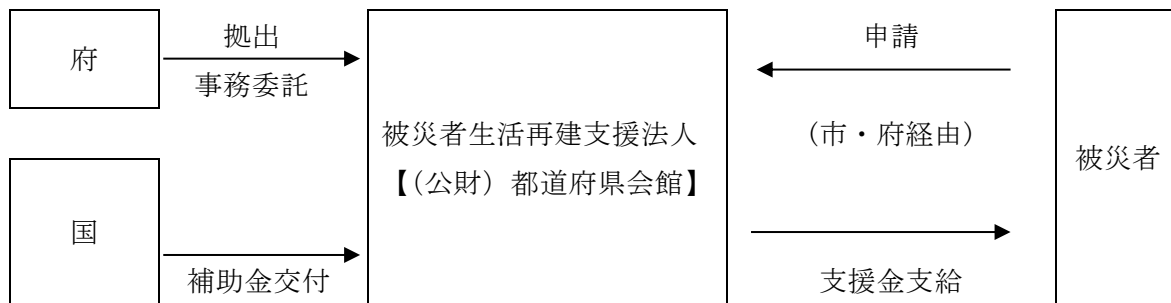 府
拠出
事務委託
国
補助金交付
被災者生活再建支援法人
【(公財）都道府県会館】
申請
（市・府経由）
支援金支給
被災者